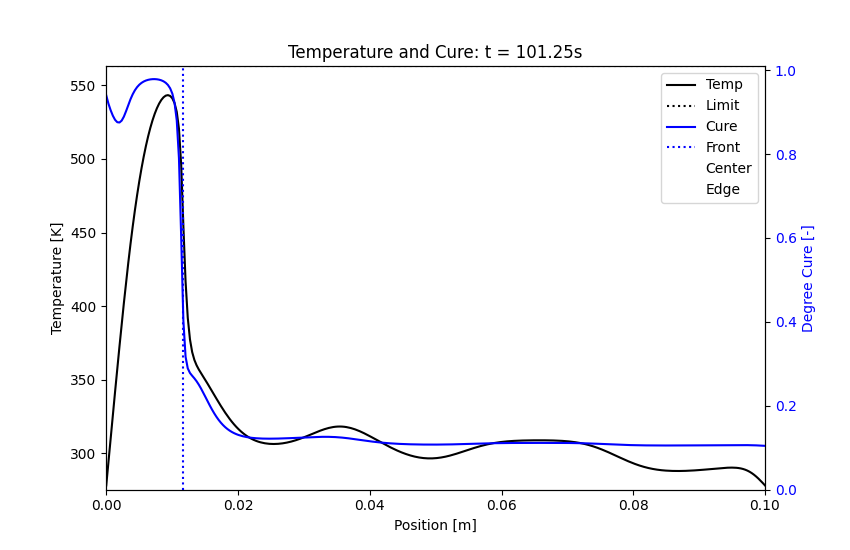 Temperature and Cure: t = 101.25s
Temp
Limit
Cure
Front
Center
Edge
550
500
450
400
350
300
Temperature [K]
1.0
0.8
0.6
0.4
0.2
0.0
Degree Cure [-]
0.00
0.02
0.04
0.06
0.08
0.10
Position [m]